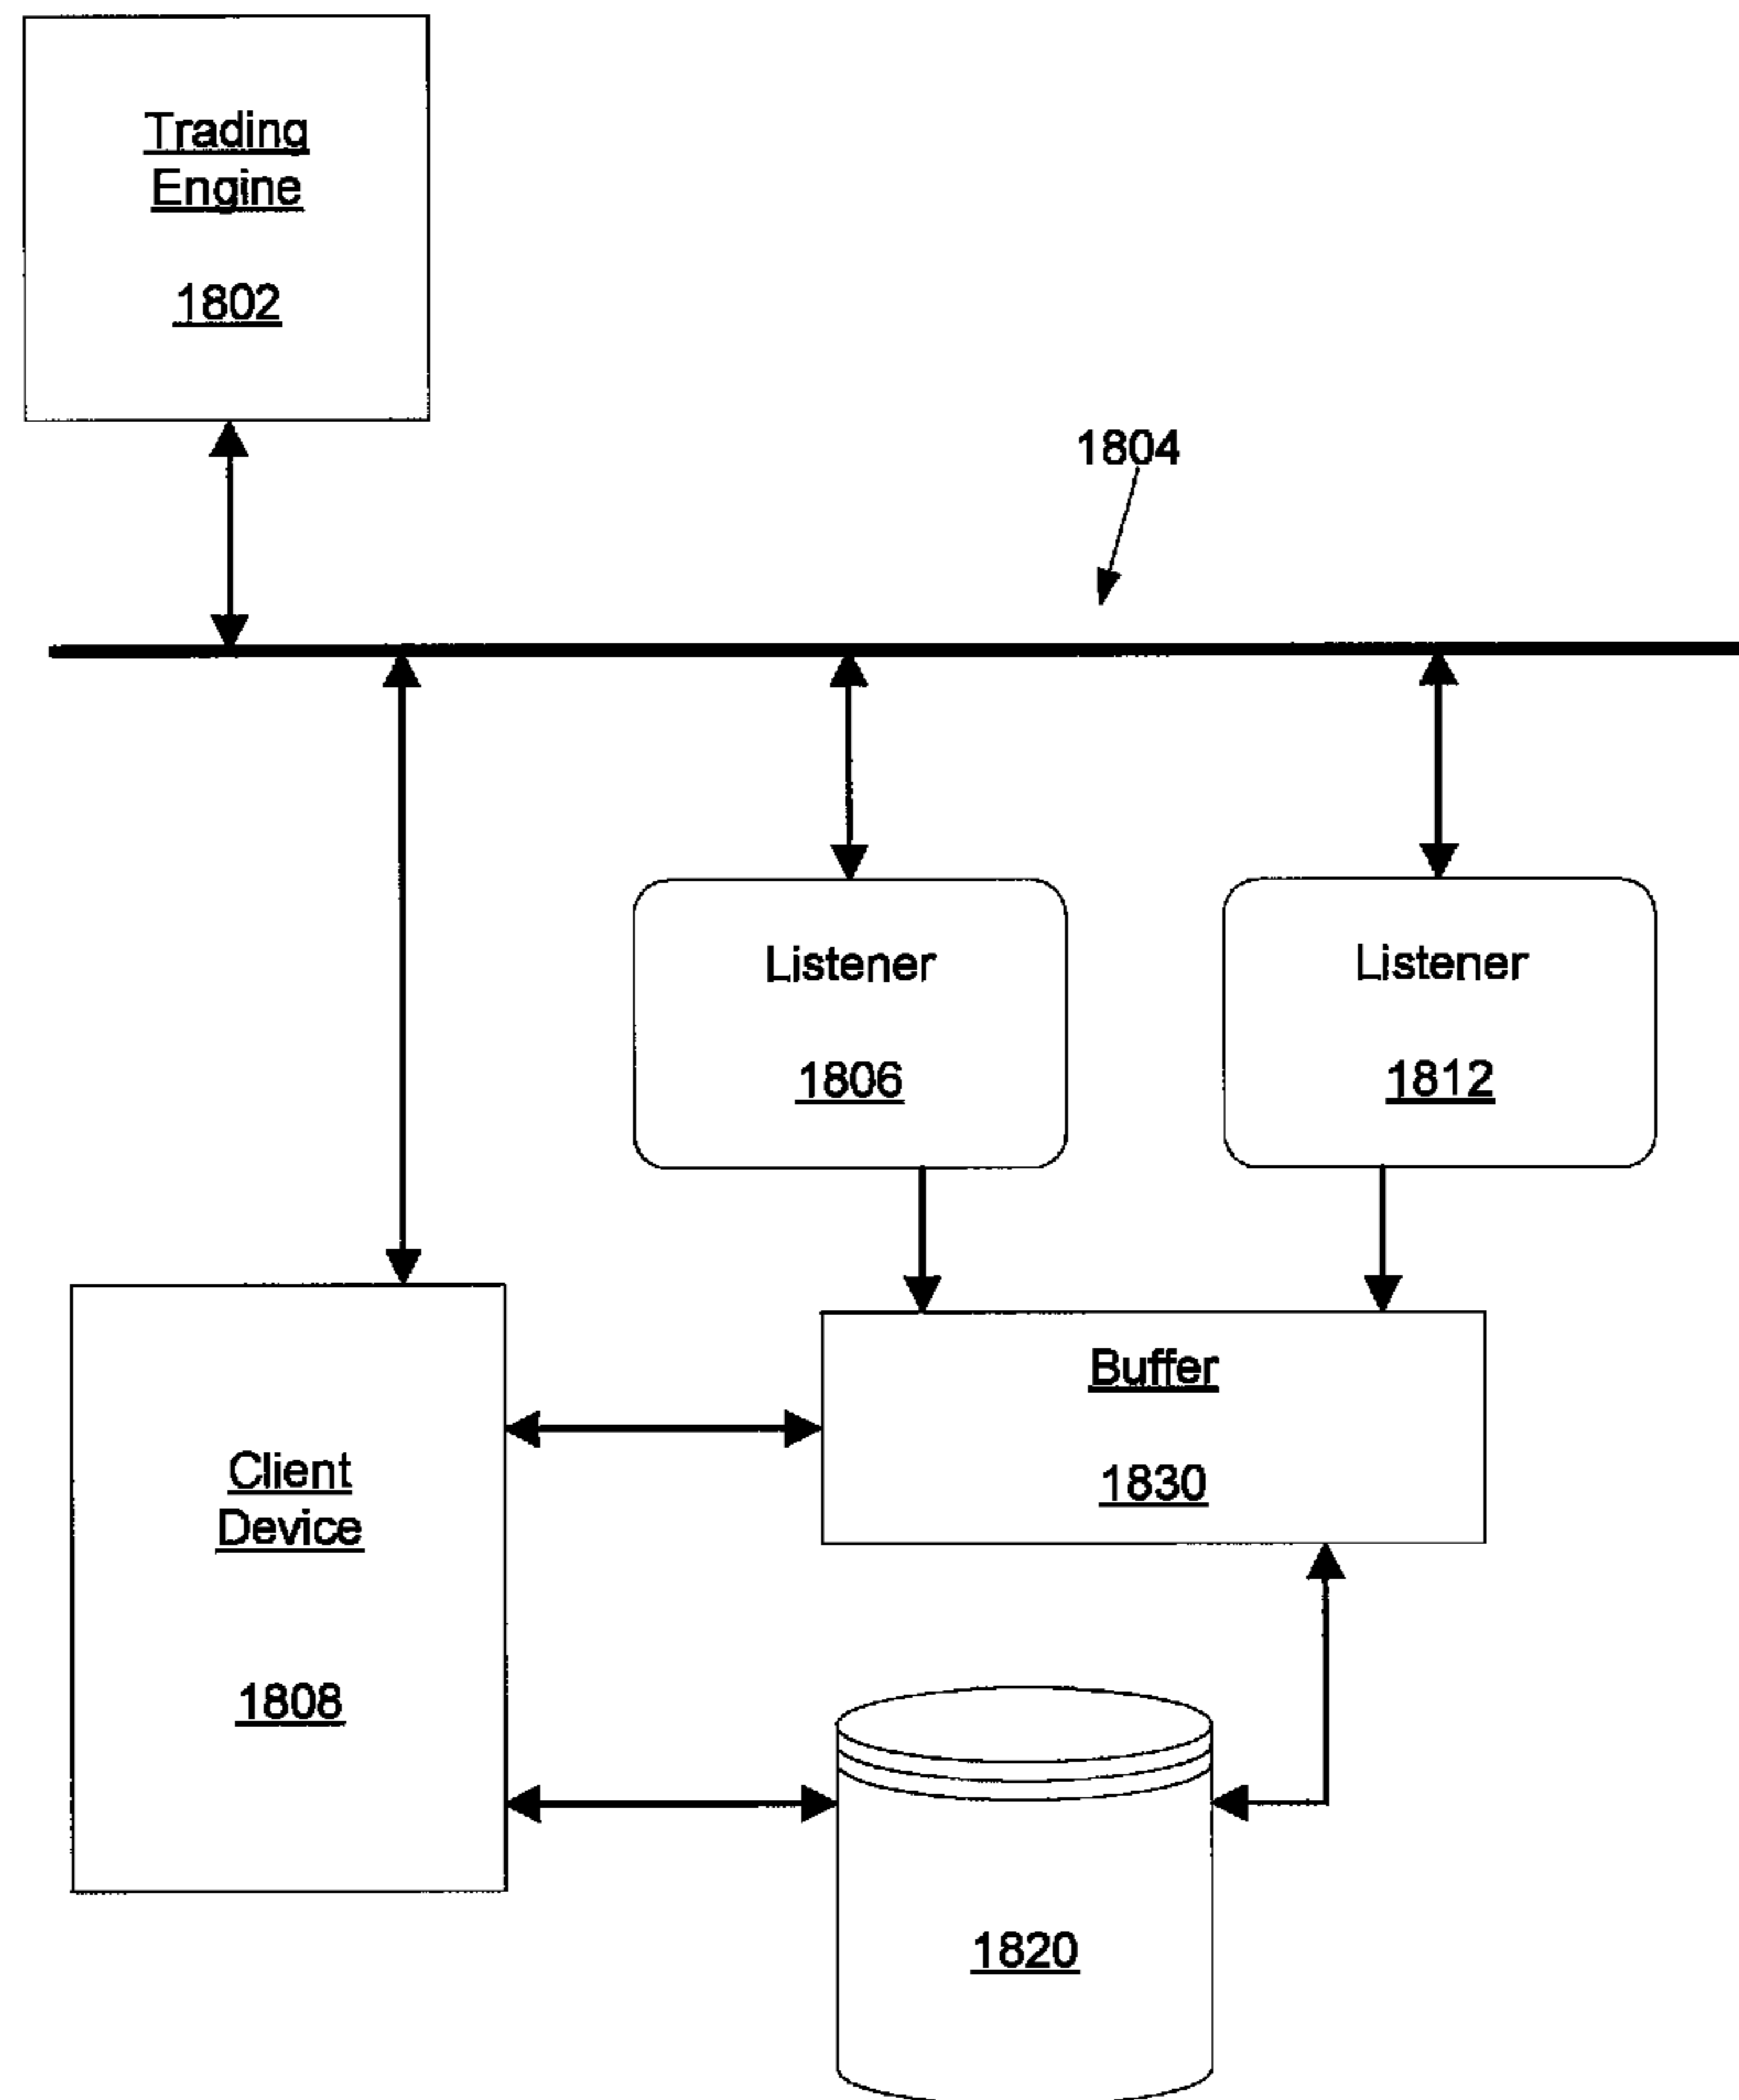 Trading
Engine
1802
1804
Listener
1806
Listener
1812
Buffer
1830
Client
Device
1808
1820